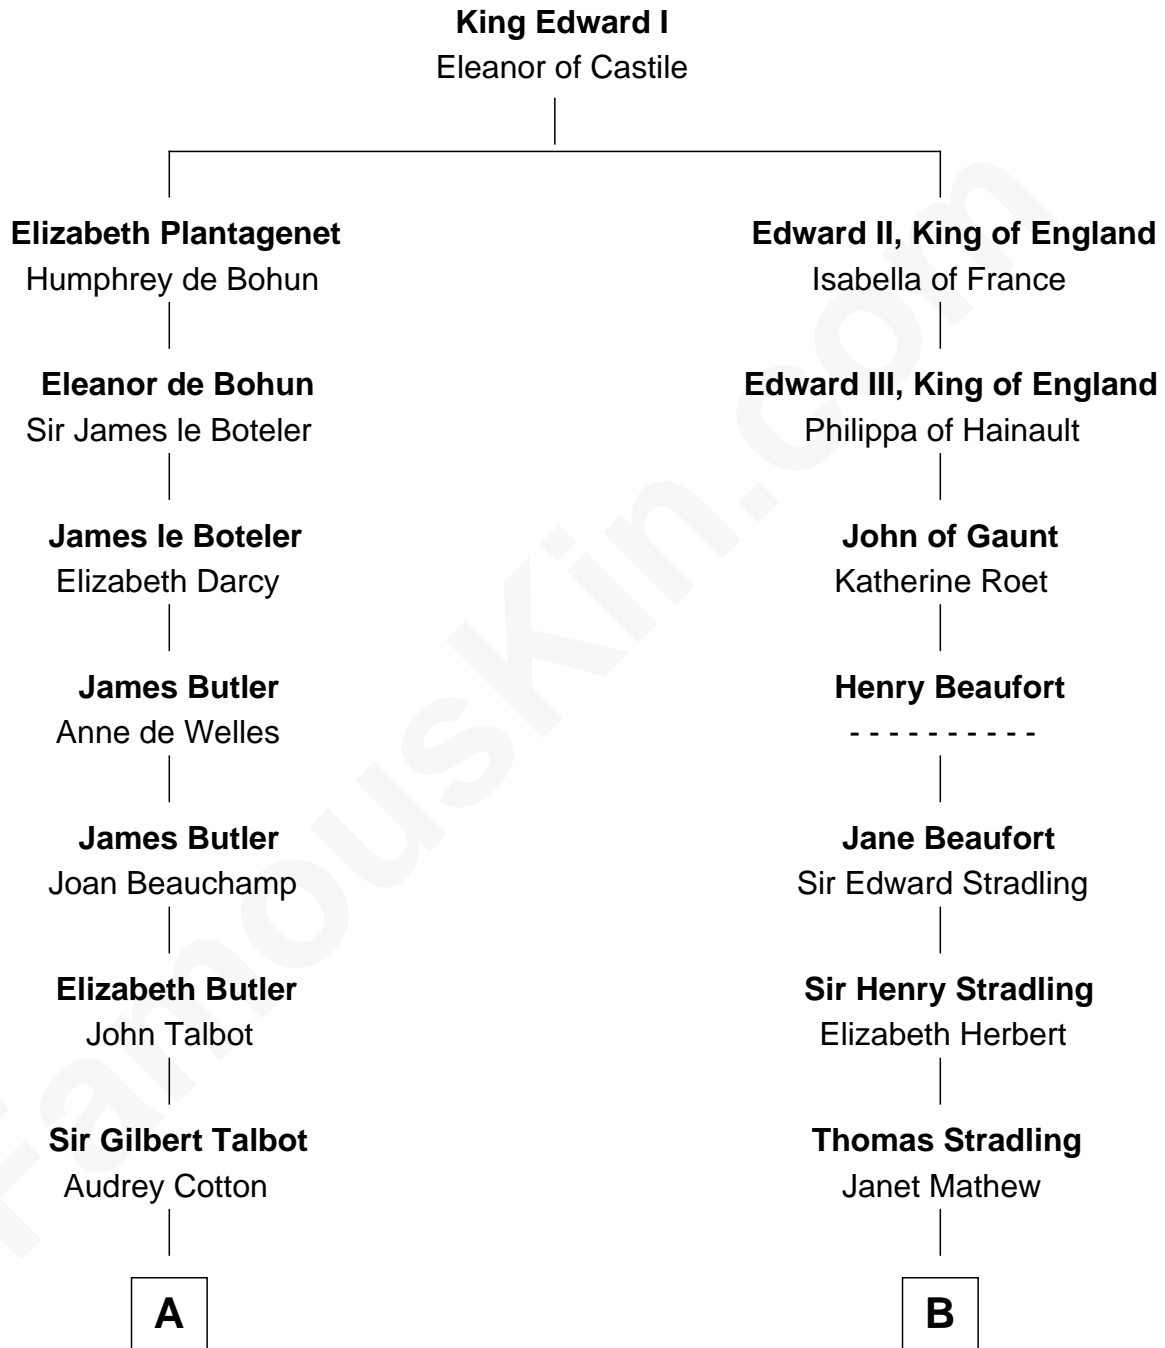 King Edward I
Eleanor of Castile
Elizabeth Plantagenet
Humphrey de Bohun
Edward II, King of England
Isabella of France
Eleanor de Bohun
Sir James le Boteler
Edward III, King of England
Philippa of Hainault
James le Boteler
Elizabeth Darcy
John of Gaunt
Katherine Roet
James Butler
Anne de Welles
Henry Beaufort
- - - - - - - - - -
James Butler
Joan Beauchamp
Jane Beaufort
Sir Edward Stradling
Elizabeth Butler
John Talbot
Sir Henry Stradling
Elizabeth Herbert
Sir Gilbert Talbot
Audrey Cotton
Thomas Stradling
Janet Mathew
A
B
FamousKin.com